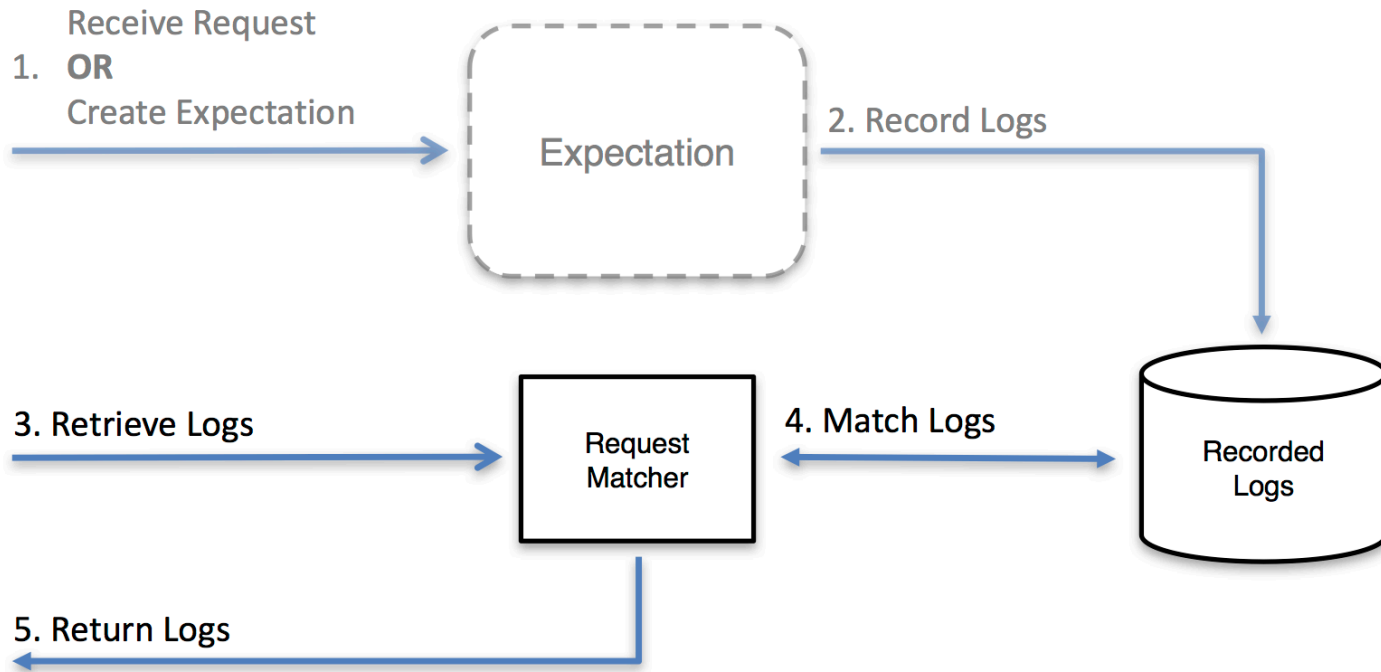 Receive Request
1. OR
Create Expectation
Expectation
2. Record Logs
3. Retrieve Logs
Request
Matcher
4. Match Logs
Recorded
Logs
5. Return Logs